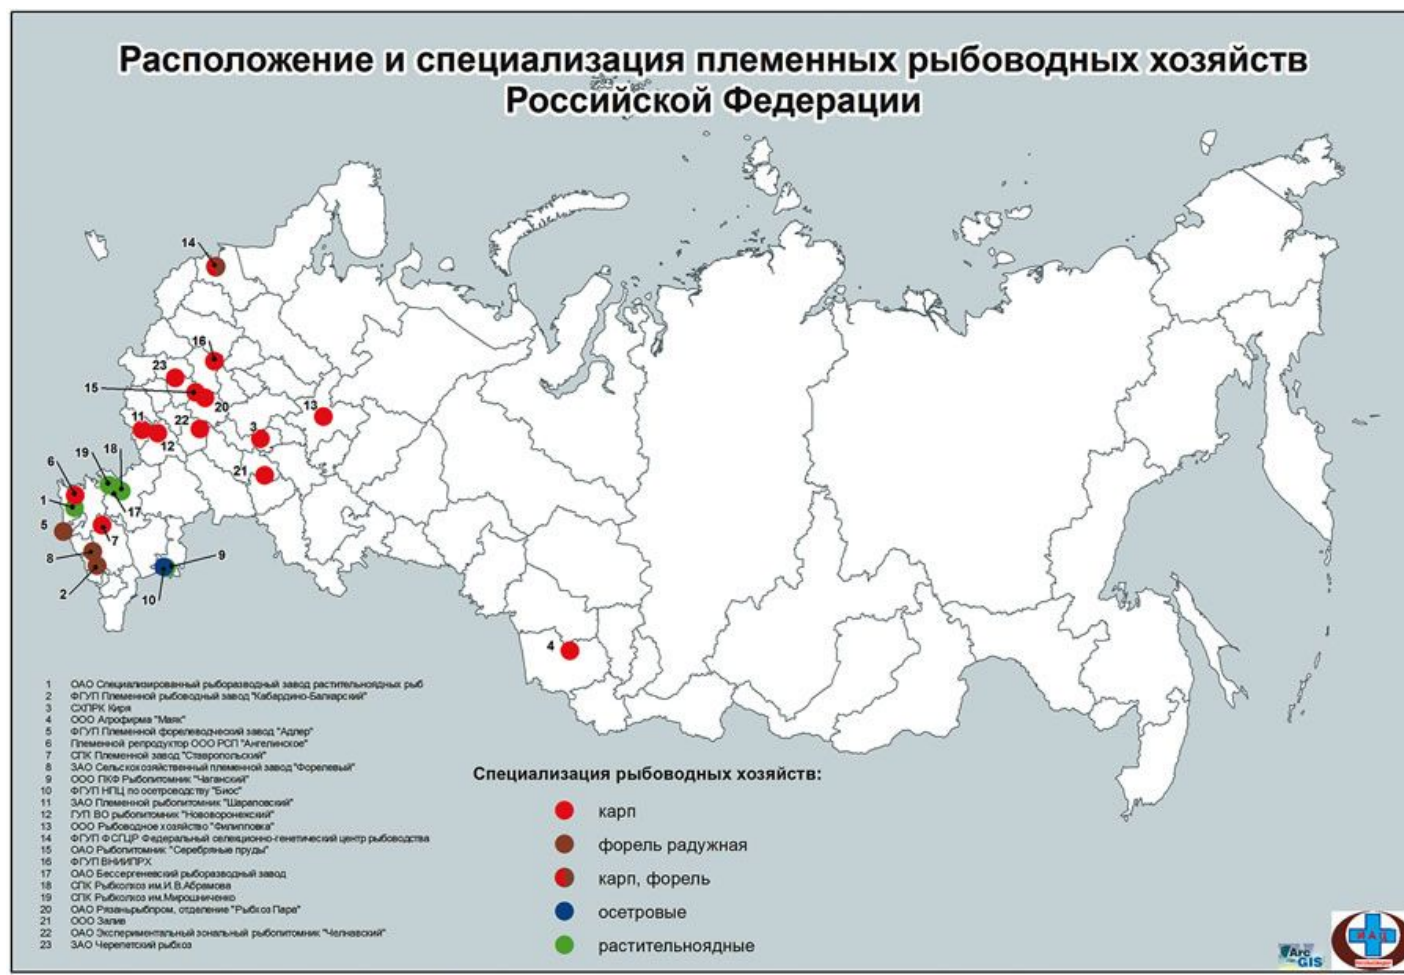 Расположение и специализация племенных рыбоводных хозяйств
Российской Федерации
14
16
23
15
20
13
11
22
3
12
19
18
21
6
1
17
5
7
8
9
2
10
4
1 ОАО Специализированный рыборазводный завод растительноядных рыб
2 ФГУП Племенной рыбоводный завод "Кабардино-Балкарский"
3 СХПРК Киря
4 ООО Агрофирма "Маяк"
5 ФГУП Племенной форелеводческий завод "Адлер"
6 Племенной репродуктор ООО РСП "Ангелинское"
7 СПК Племенной завод "Ставропольский"
8 ЗАО Сельскохозяйственный племенной завод "Форелевый"
9 ООО ПКФ Рыбопитомник "Чаганский"
10 ФГУП НПЦ по осетроводству "Биос"
11 ЗАО Племенной рыбопитомник "Шараповский"
12 ГУП ВО рыбопитомник "Нововоронежский"
13 ООО Рыбоводное хозяйство "Филипповка"
14 ФГУП ФСГЦР Федеральный селекционно-генетический центр рыбоводства
15 ОАО Рыбопитомник "Серебряные пруды"
16 ФГУП ВНИИПРХ
17 ОАО Бессергеневский рыборазводный завод
18 СПК Рыбколхоз им.И.В.Абрамова
19 СПК Рыбколхоз им.Мирошниченко
20 ОАО Рязаньрыбпром, отделение "Рыбхоз Пара"
21 ООО Залив
22 ОАО Экспериментальный зональный рыбопитомник "Челнавский"
23 ЗАО Черепетский рыбхоз
Специализация рыбоводных хозяйств:
карп
форель радужная
карп, форель
осетровые
растительноядные
Arc
GIS